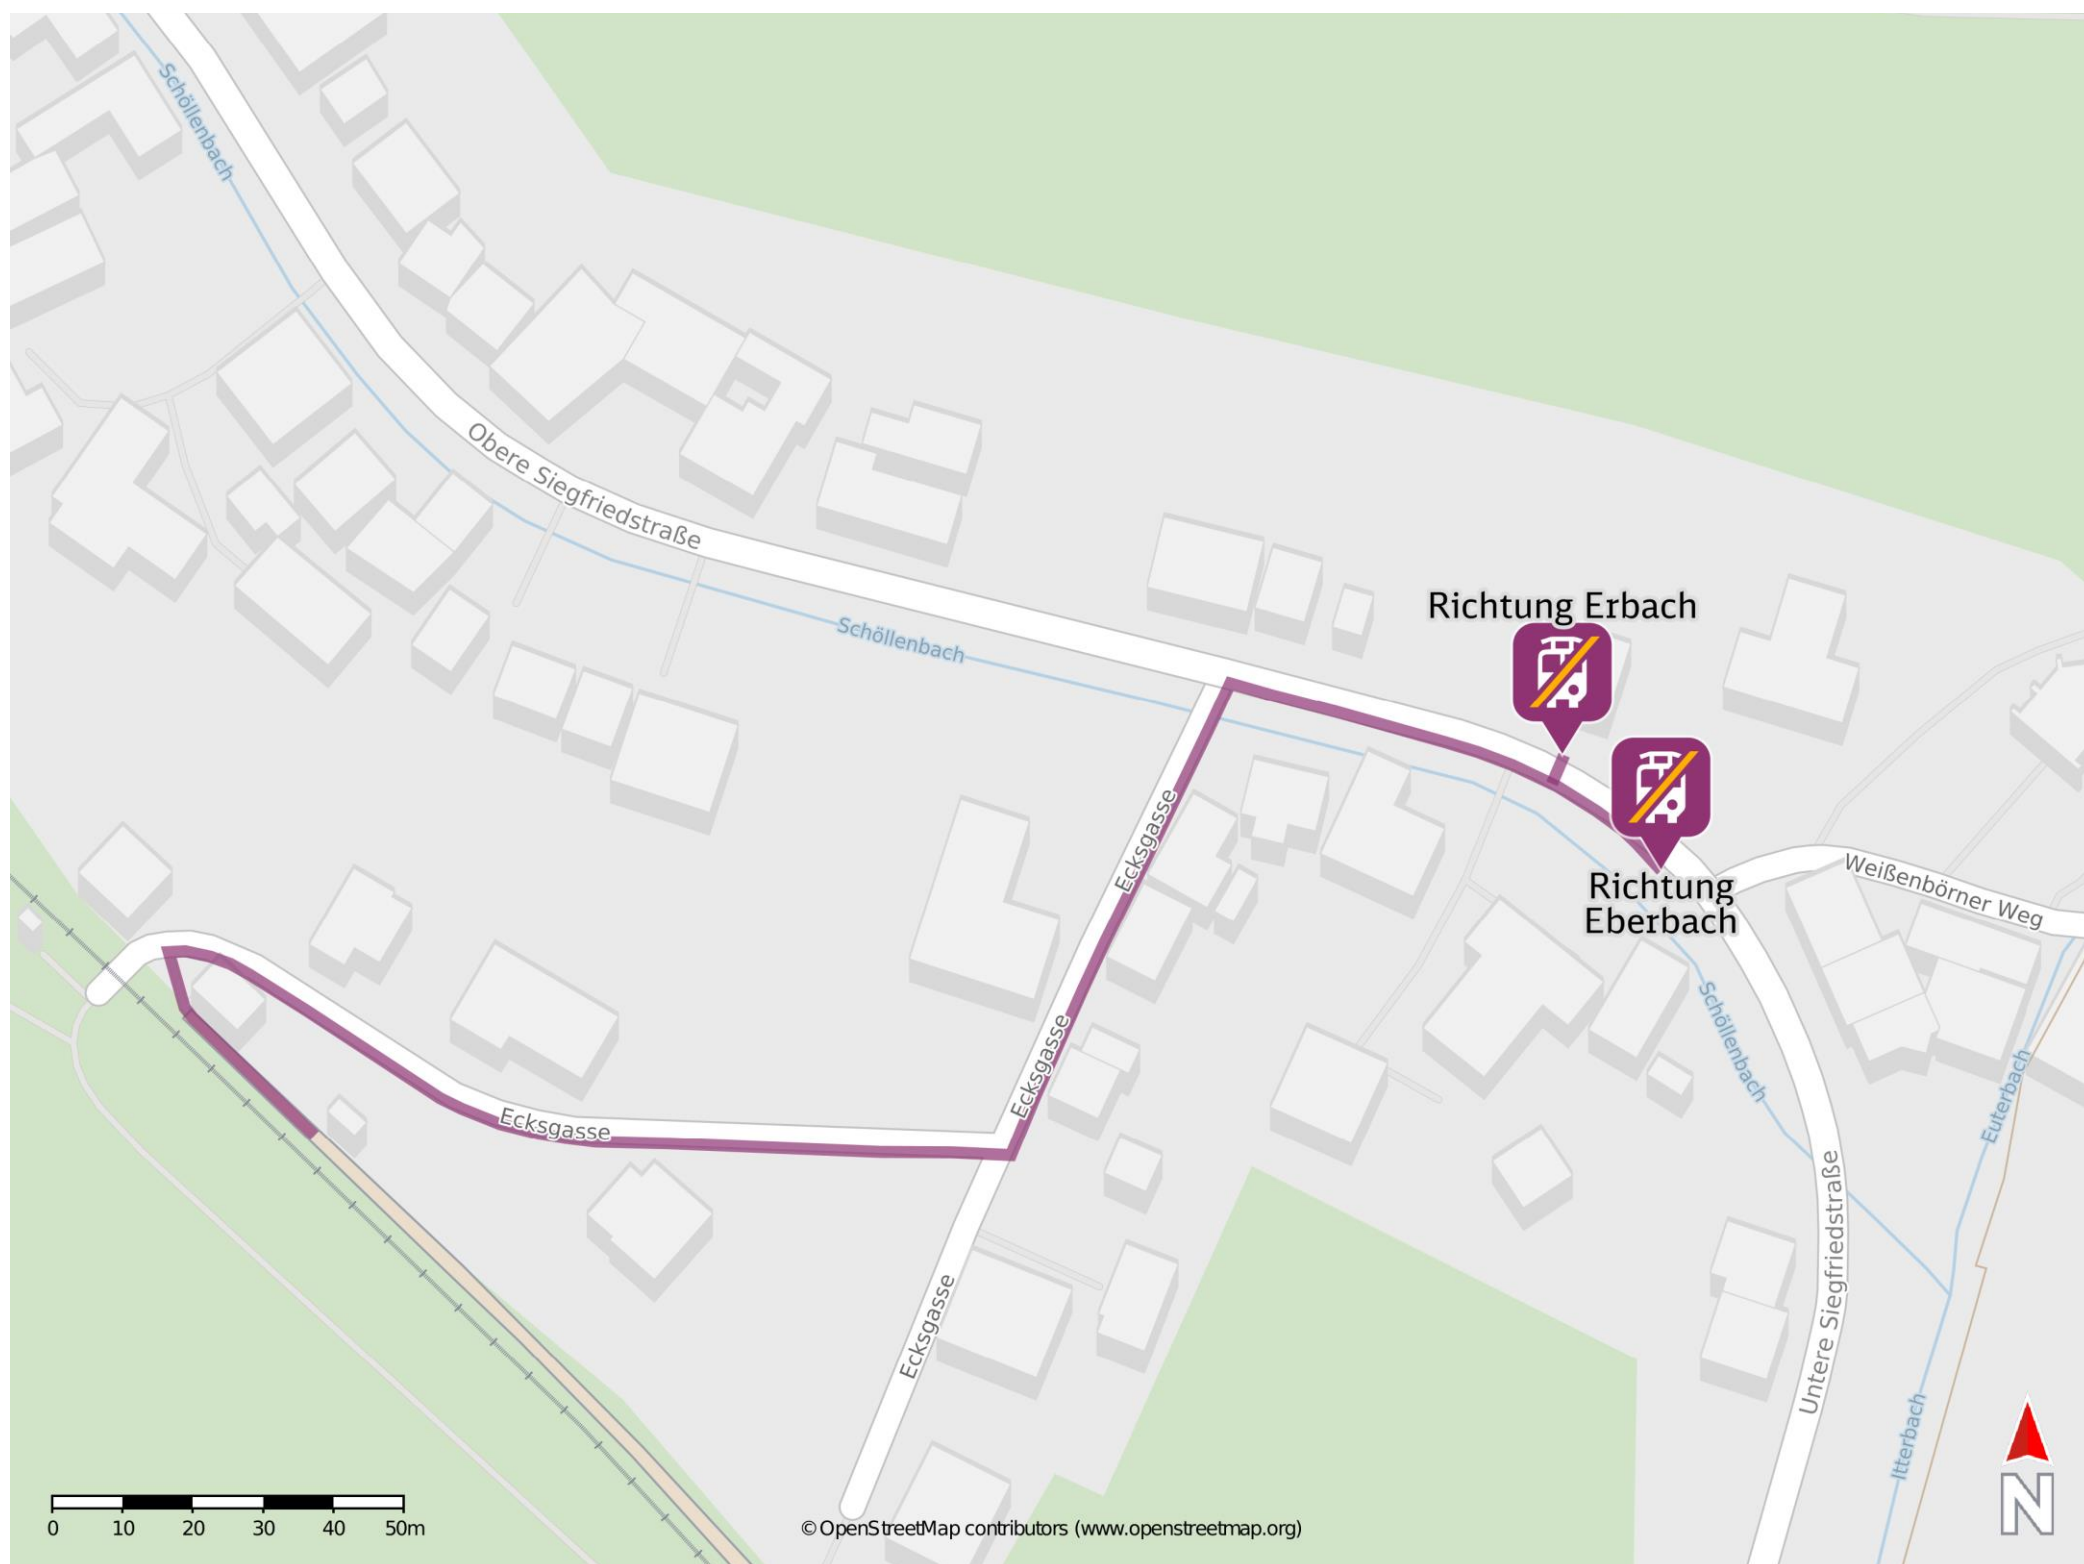 Schöllenbach
Obere Siegfriedstraße
Schöllenbach
Richtung Erbach
Richtung
Eberbach
Weißenbörner Weg
Ecksgasse
Ecksgasse
Ecksgasse
Ecksgasse
Schöllenbach
Euterbach
Untere Siegfriedstraße
Itterbach
0 10 20 30 40 50m
© OpenStreetMap contributors (www.openstreetmap.org)
N